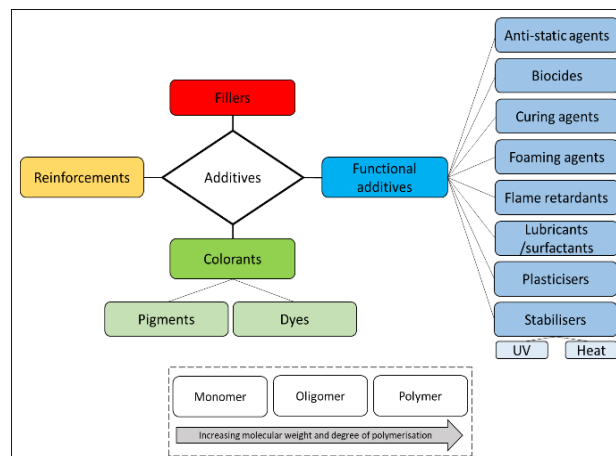 Anti-static agents
Fillers
Biocides
Curing agents
Reinforcements
Additives
Functional
additives
Foaming agents
Flame retardants
Lubricants
/surfactants
Colorants
Plasticisers
Pigments
Dyes
Stabilisers
UV
Heat
Monomer
Oligomer
Polymer
Increasing molecular weight and degree of polymerisation